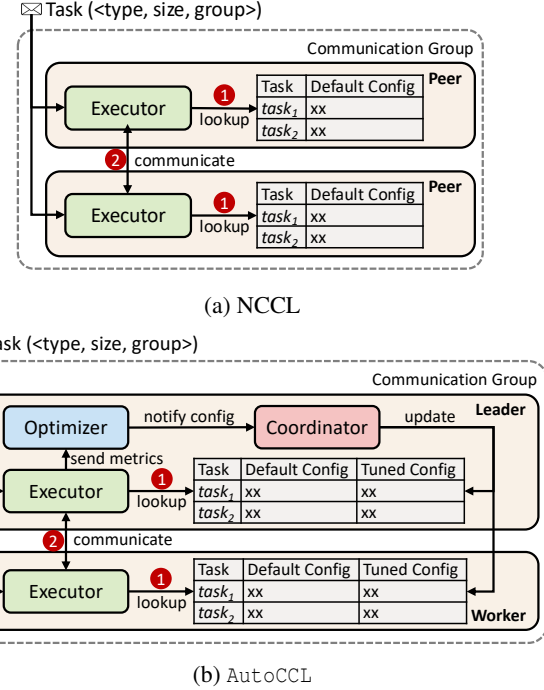 Task (<type, size, group>)
Communication Group
Peer
Executor
1
lookup
Task Default Config
task1 xx
task2 xx
2 communicate
Peer
Executor
1
lookup
Task Default Config
task1 xx
task2 xx
(a) NCCL
ask (<type, size, group>)
Communication Group
Leader
Optimizer
notify config
Coordinator
update
send metrics
Executor
1
lookup
Task Default Config Tuned Config
task1 xx xx
task2 xx xx
2 communicate
Executor
1
lookup
Task Default Config Tuned Config
task1 xx xx
task2 xx xx
Worker
(b) AutoCCL